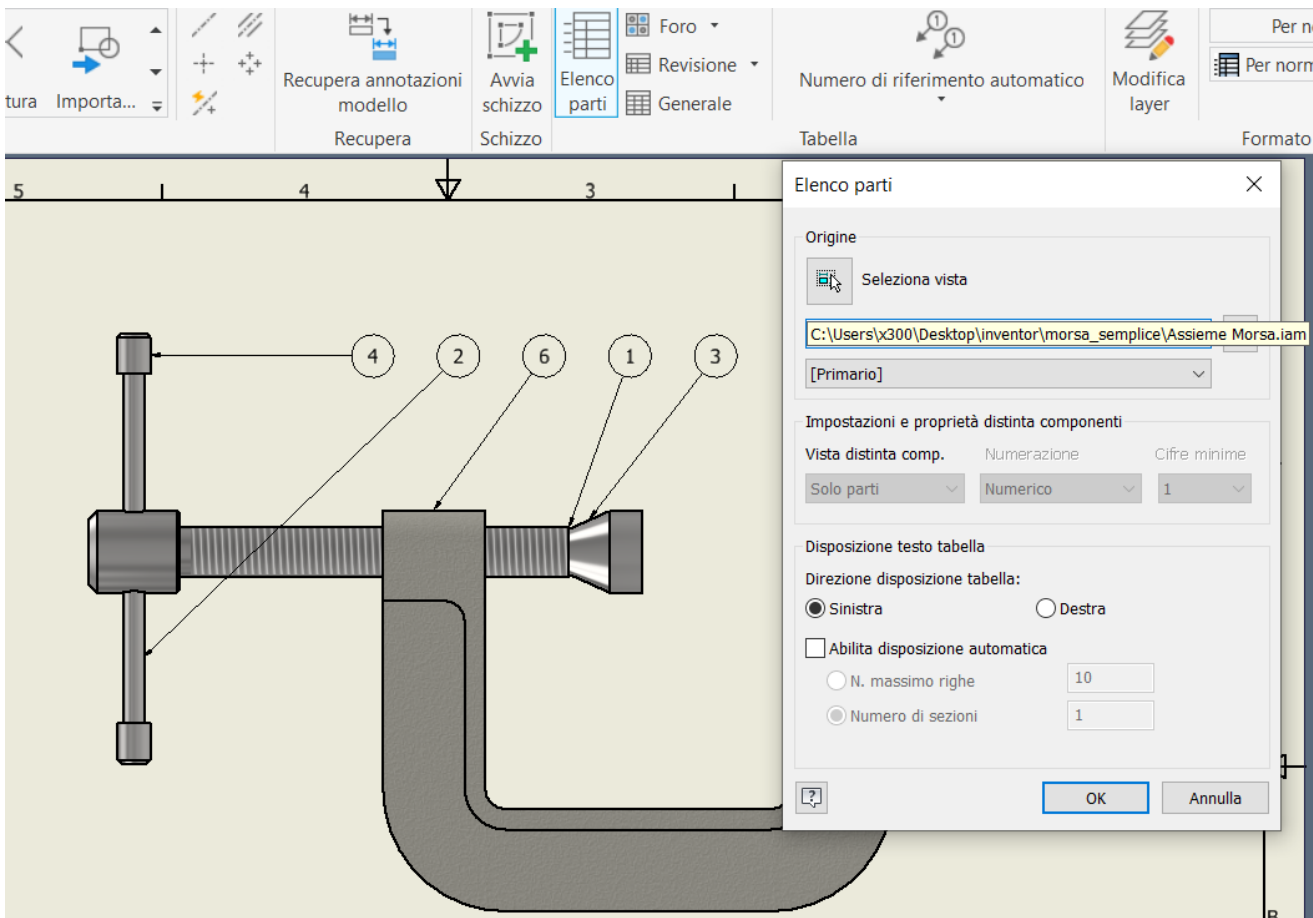 Foro
Per n
Revisione
Per norm
tura Importa...
Recupera annotazioni
modello
Avvia
schizzo
Elenco
parti
Generale
Numero di riferimento automatico
Modifica
layer
Recupera
Schizzo
Tabella
Formato
5 4 3
Elenco parti
Origine
Seleziona vista
C:\Users\x300\Desktop\inventor\morsa_semplice\Assieme Morsa.iam
[Primario]
4 2 6 1 3
Impostazioni e proprietà distinta componenti
Vista distinta comp. Numerazione Cifre minime
Solo parti Numerico 1
Disposizione testo tabella
Direzione disposizione tabella:
Sinistra Destra
Abilita disposizione automatica
N. massimo righe 10
Numero di sezioni 1
OK Annulla